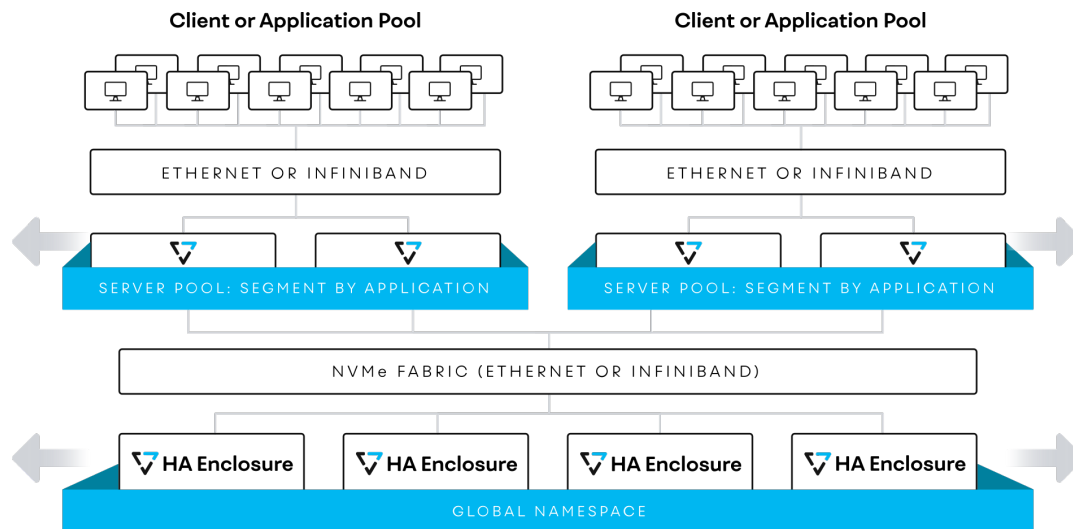 Client or Application Pool
Client or Application Pool
ETHERNET OR INFINIBAND
ETHERNET OR INFINIBAND
SERVER POOL: SEGMENT BY APPLICATION
SERVER POOL: SEGMENT BY APPLICATION
NVMe FABRIC (ETHERNET OR INFINIBAND)
HA Enclosure
HA Enclosure
HA Enclosure
HA Enclosure
GLOBAL NAMESPACE